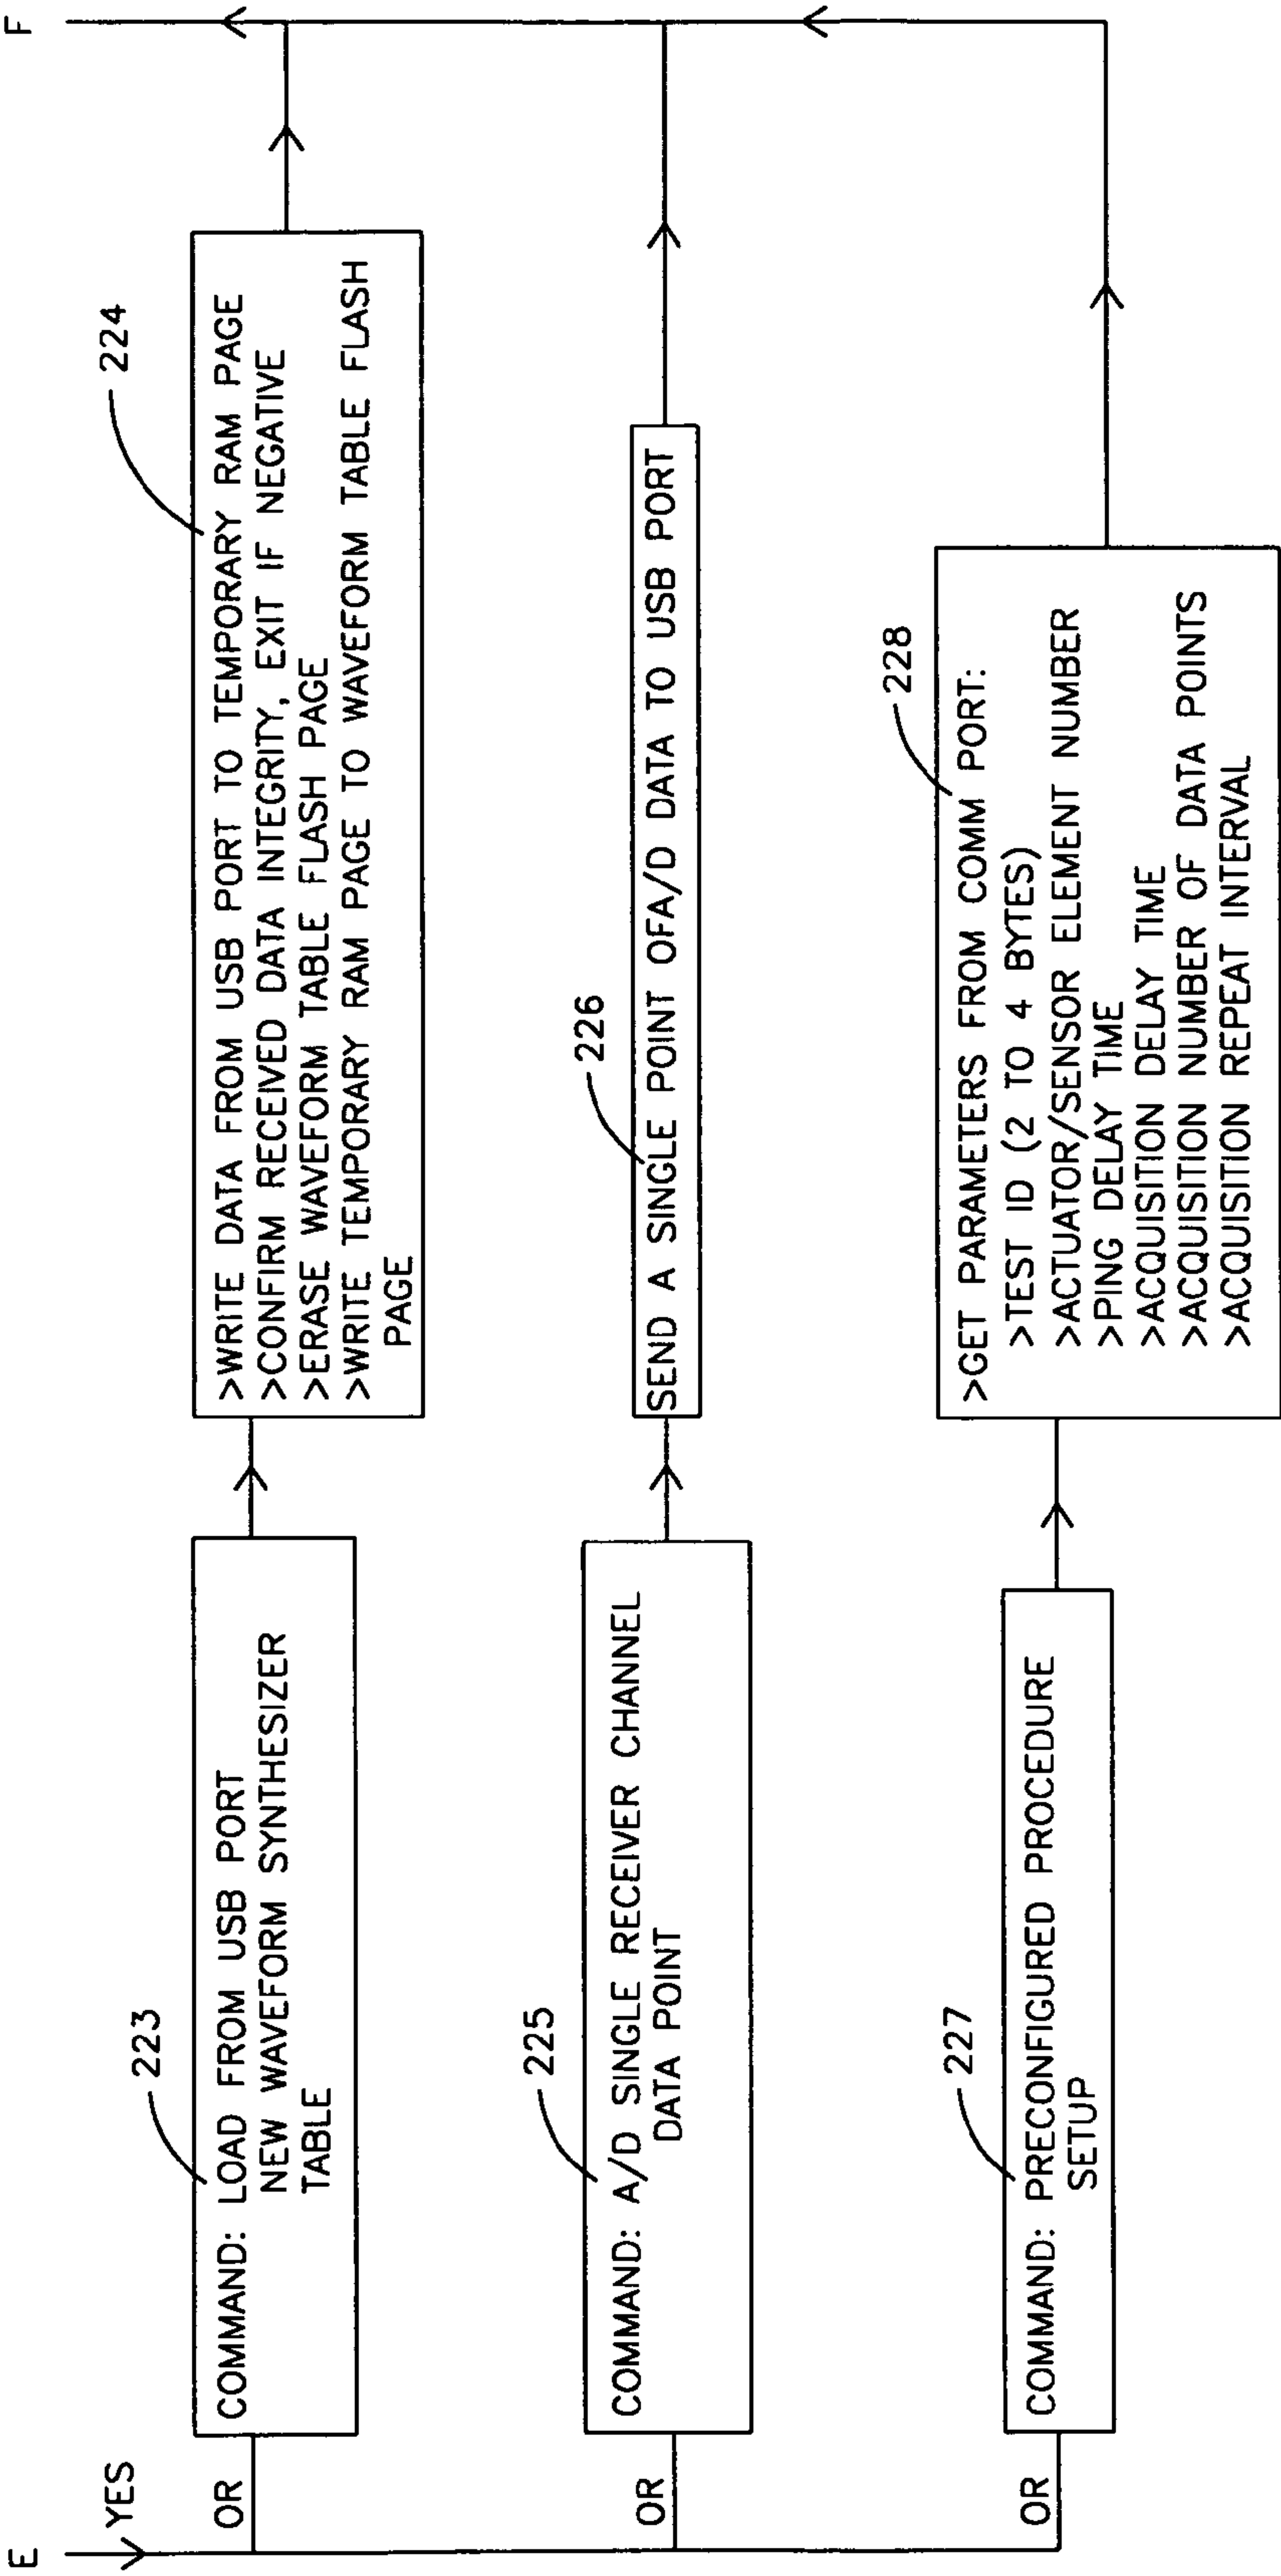 E
YES
F
OR
223
COMMAND: LOAD FROM USB PORT
NEW WAVEFORM SYNTHESIZER
TABLE
224
>WRITE DATA FROM USB PORT TO TEMPORARY RAM PAGE
>CONFIRM RECEIVED DATA INTEGRITY, EXIT IF NEGATIVE
>ERASE WAVEFORM TABLE FLASH PAGE
>WRITE TEMPORARY RAM PAGE TO WAVEFORM TABLE FLASH
PAGE
OR
225
COMMAND: A/D SINGLE RECEIVER CHANNEL
DATA POINT
226
SEND A SINGLE POINT OFA/D DATA TO USB PORT
OR
227
COMMAND: PRECONFIGURED PROCEDURE
SETUP
228
>GET PARAMETERS FROM COMM PORT:
>TEST ID (2 TO 4 BYTES)
>ACTUATOR/SENSOR ELEMENT NUMBER
>PING DELAY TIME
>ACQUISITION DELAY TIME
>ACQUISITION NUMBER OF DATA POINTS
>ACQUISITION REPEAT INTERVAL